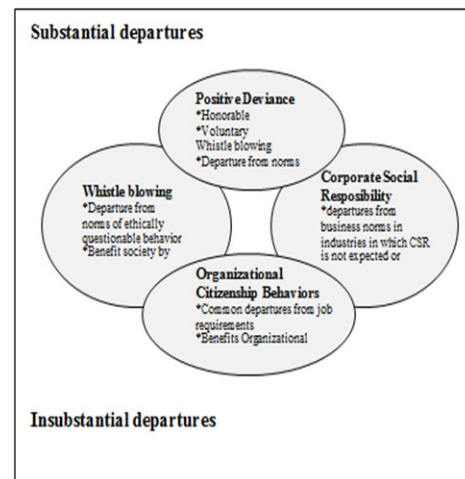 Substantial departures
Positive Deviance
*Honorable
*Voluntary
Whistle blowing
*Departure from norms
Whistle blowing
*Departure from
norms of ethically
questionable behavior
*Benefit society by
Corporate Social
Resposibility
*departures from
business norms in
industries in which CSR
is not expected or
Organizational
Citizenship Behaviors
*Common departures from job
requirements
*Benefits Organizational
Insubstantial departures